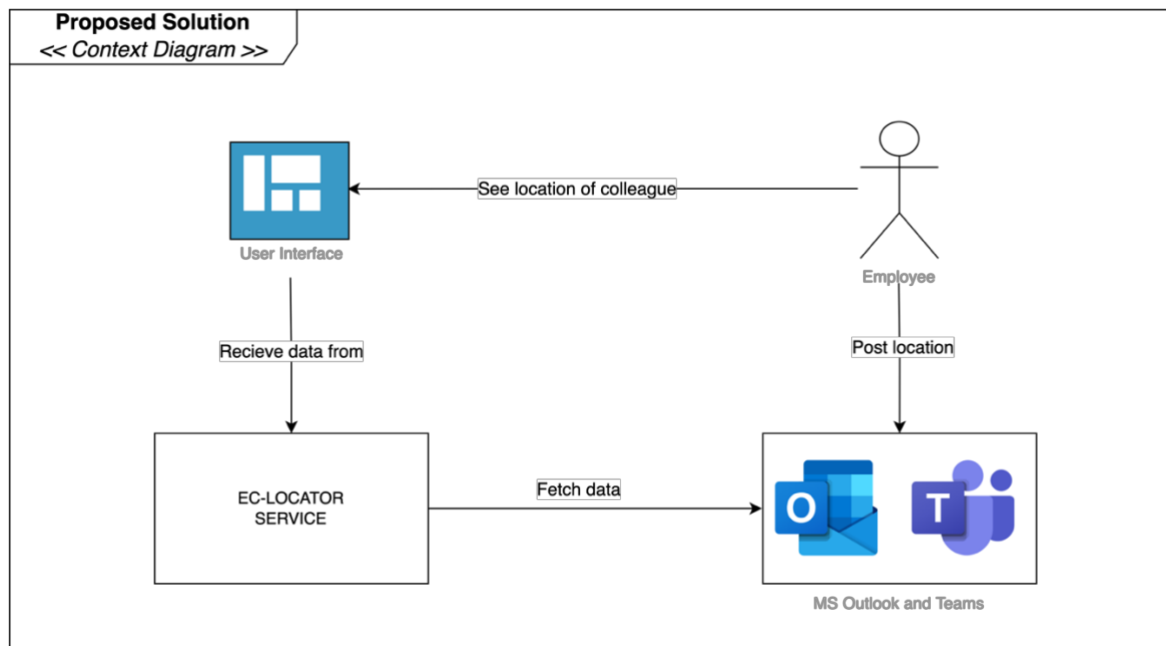 Proposed Solution
<< Context Diagram >>
See location of colleague
User Interface
Employee
Recieve data from
Post location
EC-LOCATOR
SERVICE
Fetch data
O
T
MS Outlook and Teams